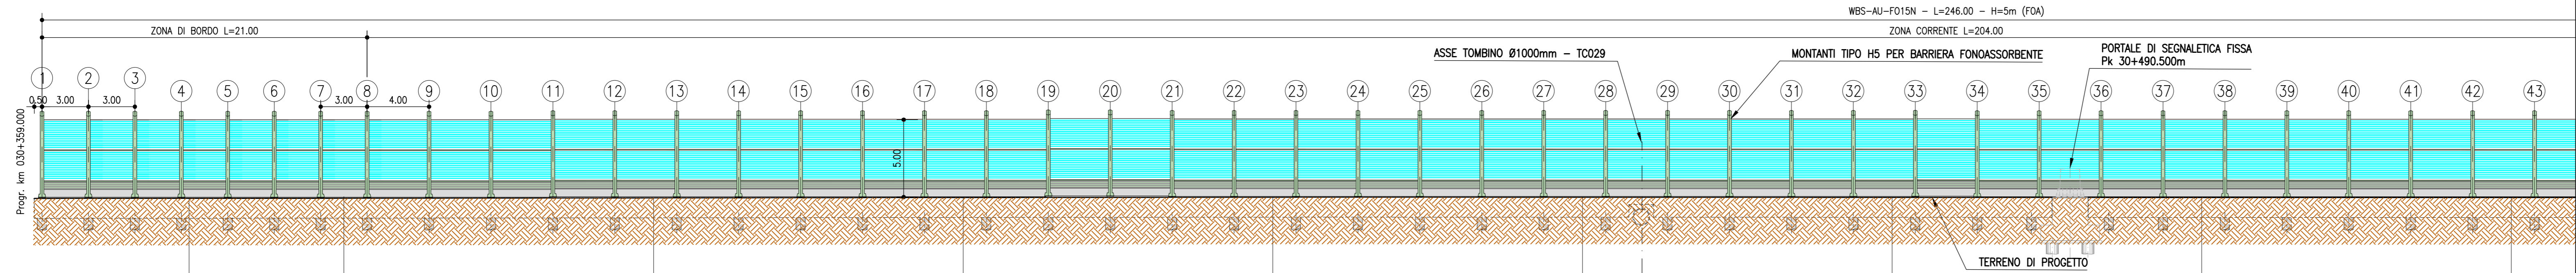 WBS-AU-FO15N - L=246.00 - H=5m (FOA)
ZONA DI BORDO L=21.00
ZONA CORRENTE L=204.00
ASSE TOMBINO Ø1000mm - TC029
MONTANTI TIPO H5 PER BARRIERA FONOASSORBENTE
PORTALE DI SEGNALETICA FISSA
Pk 30+490.500m
1 2 3 4 5 6 7 8 9 10 11 12 13 14 15 16 17 18 19 20 21 22 23 24 25 26 27 28 29 30 31 32 33 34 35 36 37 38 39 40 41 42 43
0.50 3.00 3.00 3.00 4.00
Progr. km 030+359.000
5.00
TERRENO DI PROGETTO